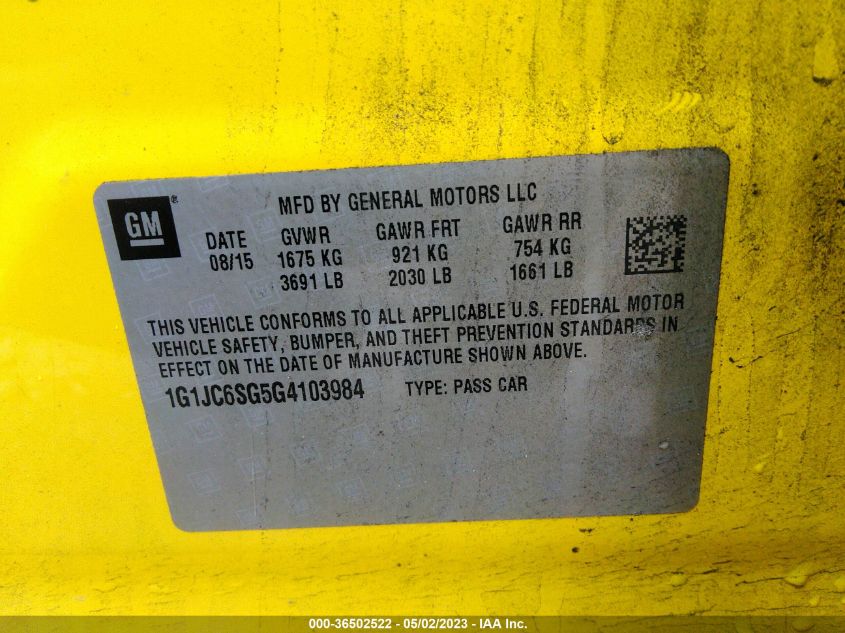 GM®
MFD BY GENERAL MOTORS LLC
DATE GVWR GAWR FRT GAWR RR
08/15 1675 KG 921 KG 754 KG
3691 LB 2030 LB 1661 LB
THIS VEHICLE CONFORMS TO ALL APPLICABLE U.S. FEDERAL MOTOR
VEHICLE SAFETY, BUMPER, AND THEFT PREVENTION STANDARDS IN
EFFECT ON THE DATE OF MANUFACTURE SHOWN ABOVE.
1G1JC6SG5G4103984 TYPE: PASS CAR
000-36502522 - 05/02/2023 - IAA Inc.